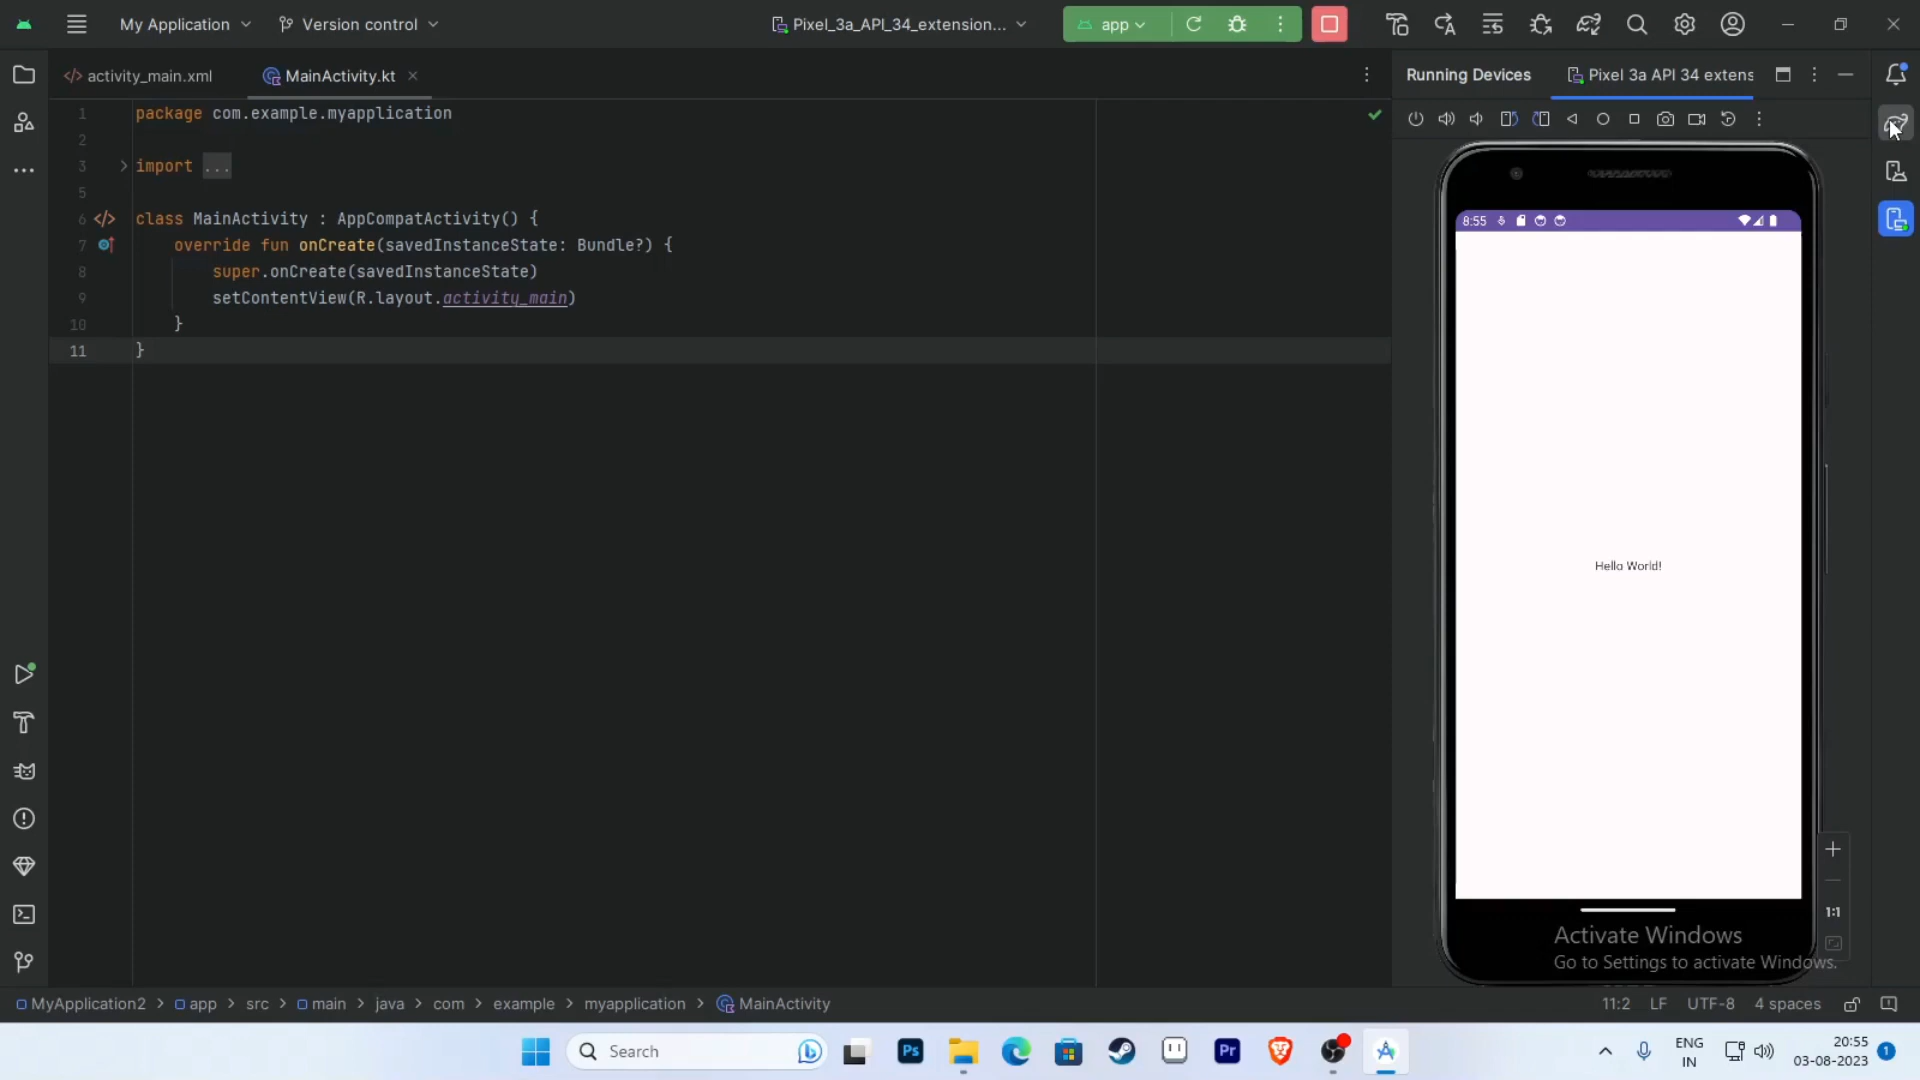 My Application
Version control
Pixel_3a_API_34_extension...
app
activity_main.xml
MainActivity.kt
Running Devices
Pixel 3a API 34 extens
1 package com.example.myapplication
2
3 import ...
5
6 class MainActivity : AppCompatActivity() {
7 override fun onCreate(savedInstanceState: Bundle?) {
8 super.onCreate(savedInstanceState)
9 setContentView(R.layout.activity_main)
10 }
11 }
8:55
Hello World!
1:1
Activate Windows
Go to Settings to activate Windows.
MyApplication2 > app > src > main > java > com > example > myapplication > MainActivity
11:2 LF UTF-8 4 spaces
Search
Ps
Pr
ENG
IN
20:55
03-08-2023
1